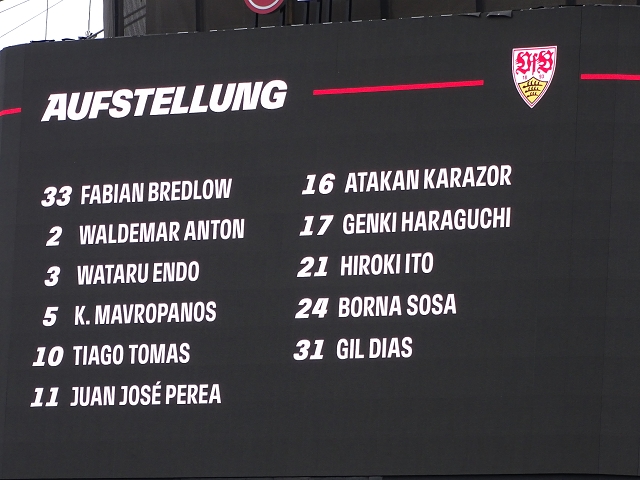 AUFSTELLUNG
VfB
33 FABIAN BREDLOW
2 WALDEMAR ANTON
3 WATARU ENDO
5 K. MAVROPANOS
10 TIAGO TOMAS
11 JUAN JOSÉ PEREA
16 ATAKAN KARAZOR
17 GENKI HARAGUCHI
21 HIROKI ITO
24 BORNA SOSA
31 GIL DIAS